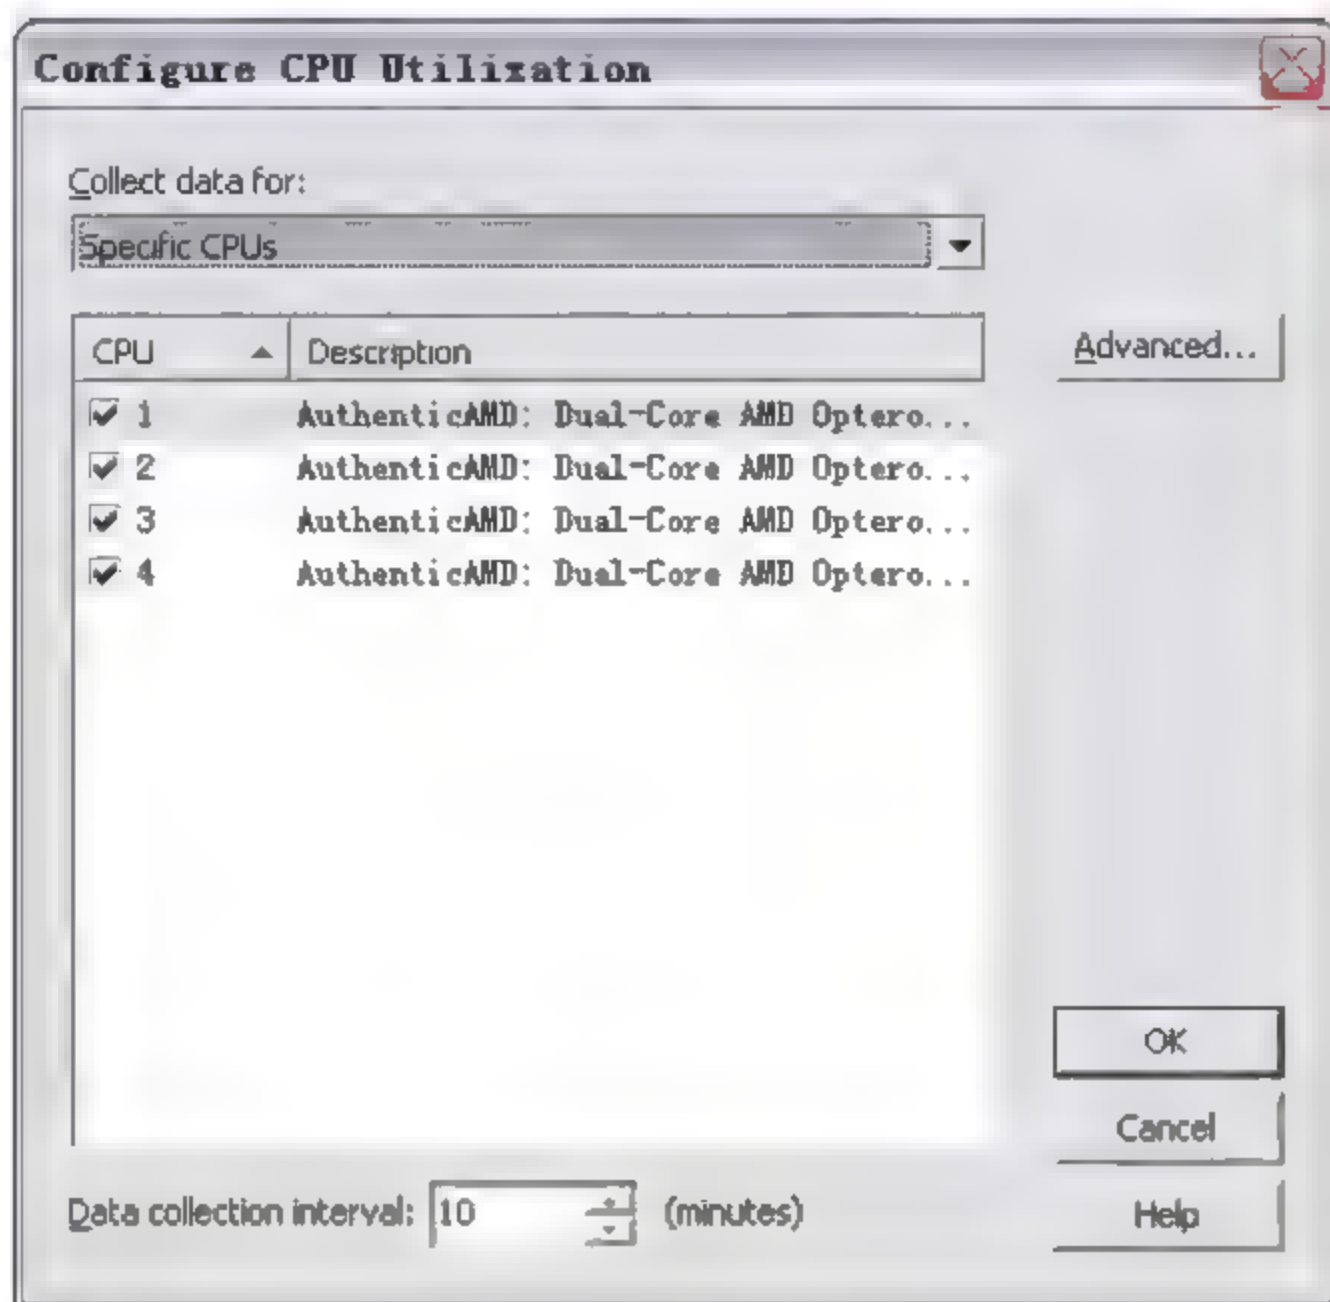 Configure CPU Utilization
Collect data for:
Specific CPUs
CPU Description
Advanced...
1 AuthenticAMD: Dual-Core AMD Optero...
2 AuthenticAMD: Dual-Core AMD Optero...
3 AuthenticAMD: Dual-Core AMD Optero...
4 AuthenticAMD: Dual-Core AMD Optero...
OK
Cancel
Data collection interval: 10 (minutes)
Help